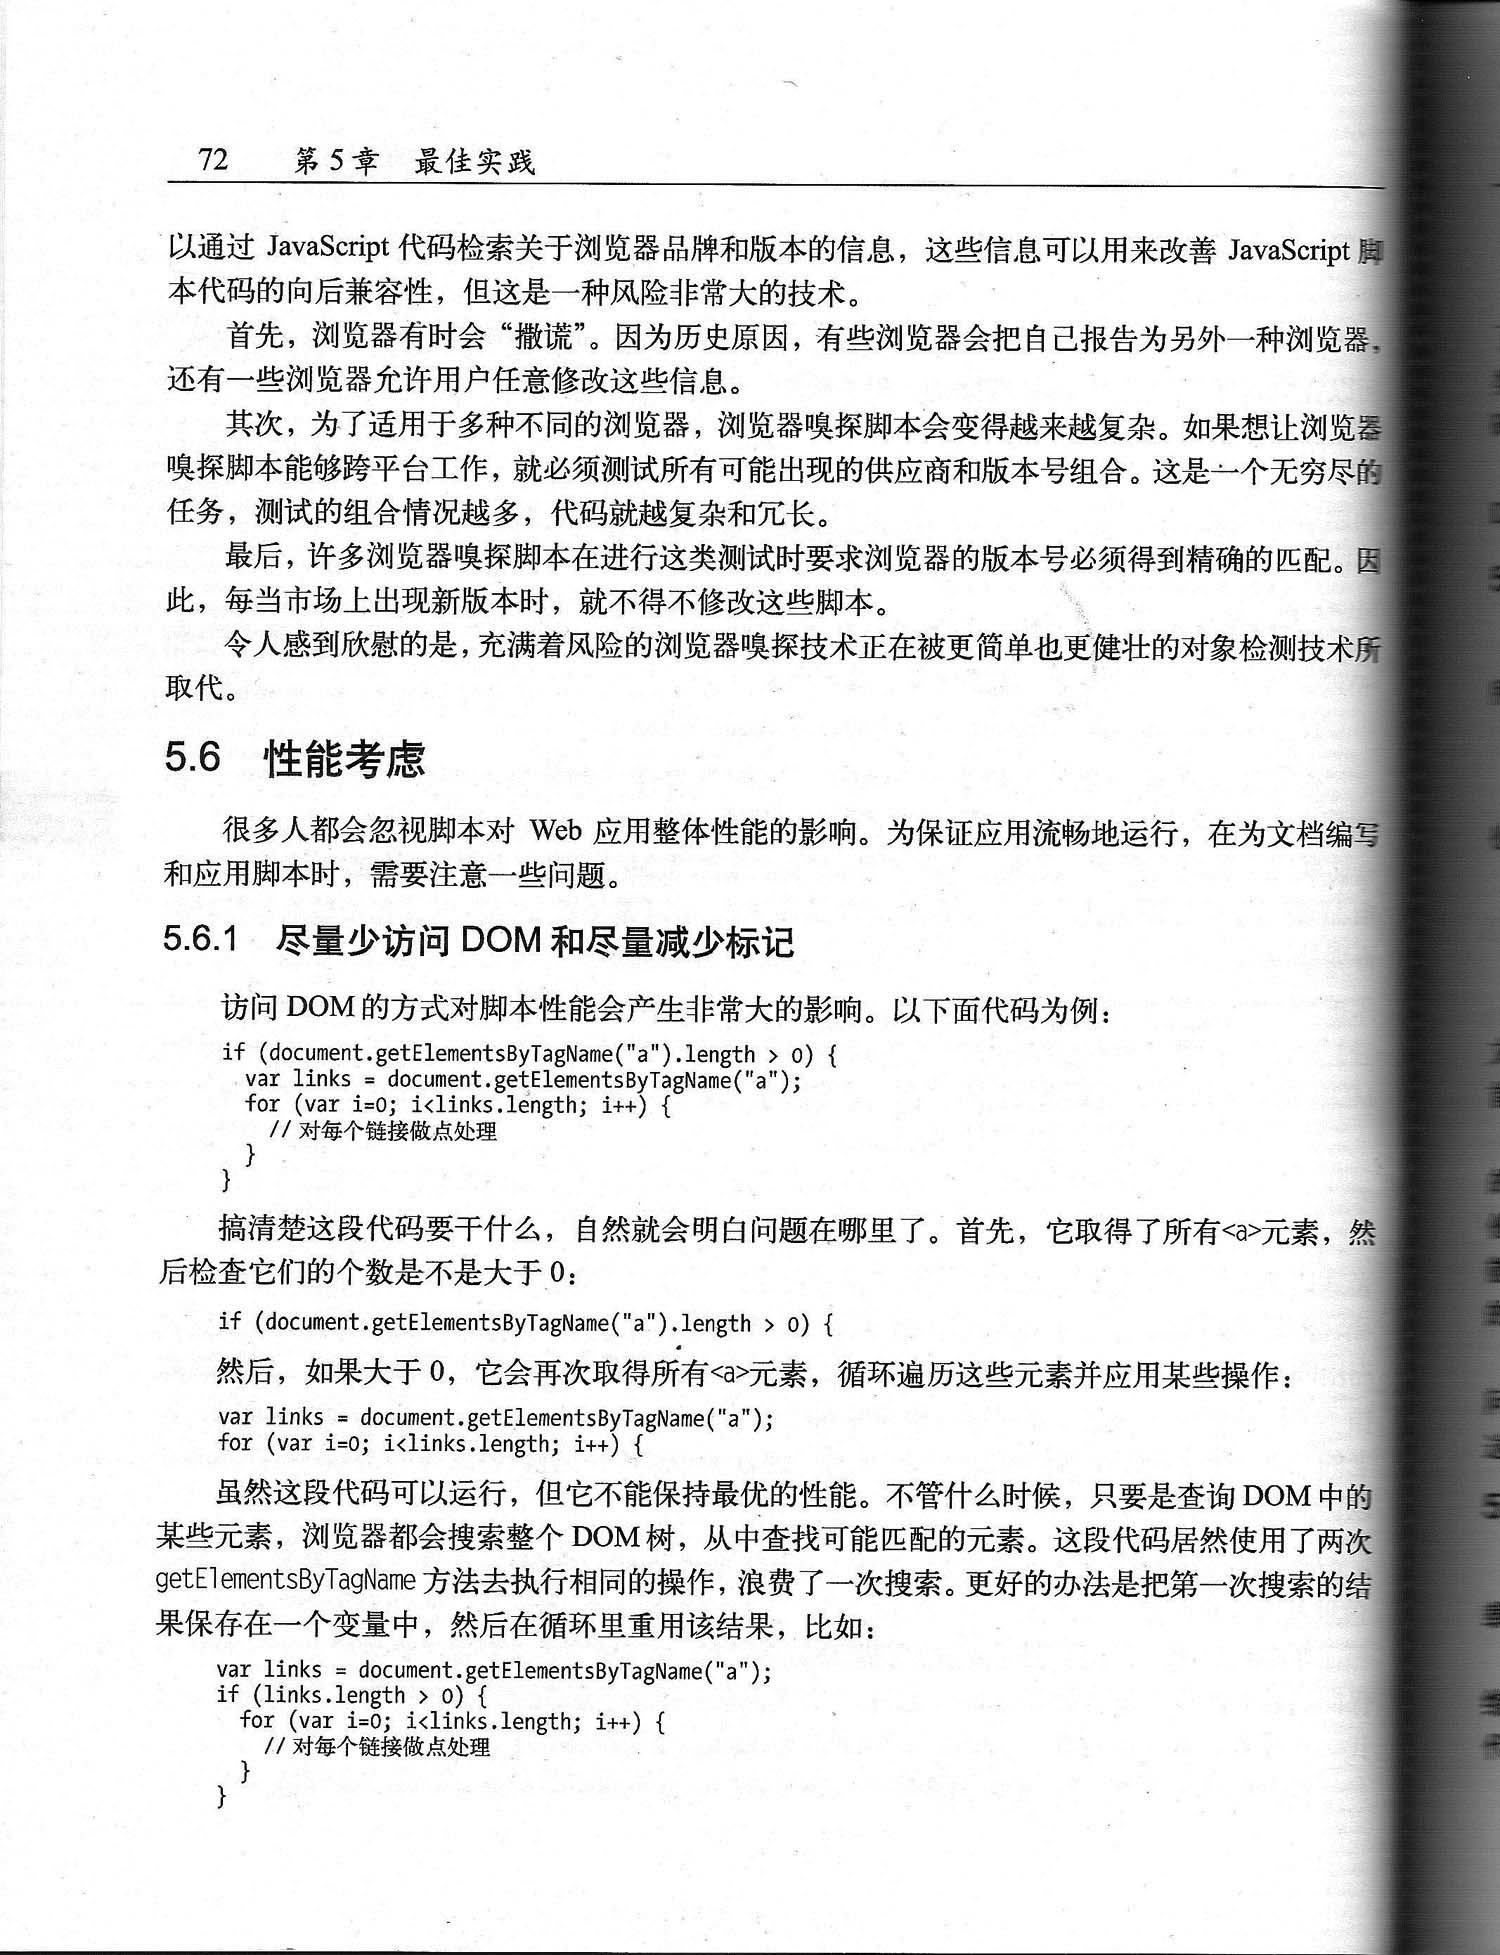 72 第 5 章 最佳实践
以通过 JavaScript 代码检索关于浏览器品牌和版本的信息，这些信息可以用来改善 JavaScript 脚
本代码的向后兼容性，但这是一种风险非常大的技术。
首先，浏览器有时会“撒谎”。因为历史原因，有些浏览器会把自己报告为另外一种浏览器，
还有一些浏览器允许用户任意修改这些信息。
其次，为了适用于多种不同的浏览器，浏览器嗅探脚本会变得越来越复杂。如果想让浏览器
嗅探脚本能够跨平台工作，就必须测试所有可能出现的供应商和版本号组合。这是一个无穷尽的
任务，测试的组合情况越多，代码就越复杂和冗长。
最后，许多浏览器嗅探脚本在进行这类测试时要求浏览器的版本号必须得到精确的匹配。因
此，每当市场上出现新版本时，就不得不修改这些脚本。
令人感到欣慰的是，充满着风险的浏览器嗅探技术正在被更简单也更健壮的对象检测技术所
取代。
5.6 性能考虑
很多人都会忽视脚本对 Web 应用整体性能的影响。为保证应用流畅地运行，在为文档编写
和应用脚本时，需要注意一些问题。
5.6.1 尽量少访问 DOM 和尽量减少标记
访问 DOM 的方式对脚本性能会产生非常大的影响。以下面代码为例：
if (document.getElementsByTagName("a").length > 0) {
var links = document.getElementsByTagName("a");
for (var i=0; i<links.length; i++) {
// 对每个链接做点处理
}
}
搞清楚这段代码要干什么，自然就会明白问题在哪里了。首先，它取得了所有<a>元素，然
后检查它们的个数是不是大于 0：
if (document.getElementsByTagName("a").length > 0) {
然后，如果大于 0，它会再次取得所有<a>元素，循环遍历这些元素并应用某些操作：
var links = document.getElementsByTagName("a");
for (var i=0; i<links.length; i++) {
虽然这段代码可以运行，但它不能保持最优的性能。不管什么时候，只要是查询 DOM 中的
某些元素，浏览器都会搜索整个 DOM 树，从中查找可能匹配的元素。这段代码居然使用了两次
getElementsByTagName 方法去执行相同的操作，浪费了一次搜索。更好的办法是把第一次搜索的结
果保存在一个变量中，然后在循环里重用该结果，比如：
var links = document.getElementsByTagName("a");
if (links.length > 0) {
for (var i=0; i<links.length; i++) {
// 对每个链接做点处理
}
}